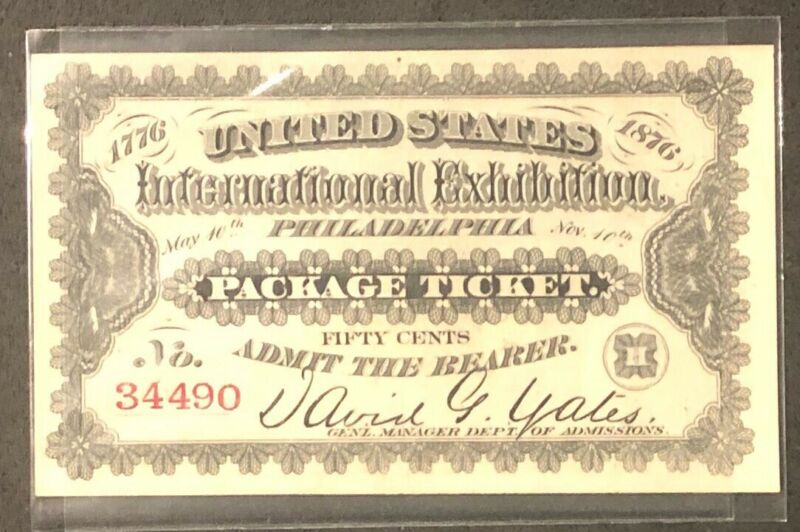 1776 UNITED STATES 1876
International Exhibition.
May 10th PHILADELPHIA Nov. 10th
PACKAGE TICKET.
FIFTY CENTS
ADMIT THE BEARER.
No.
34490
H
David G. Yates.
GENL. MANAGER DEPT. OF ADMISSIONS.